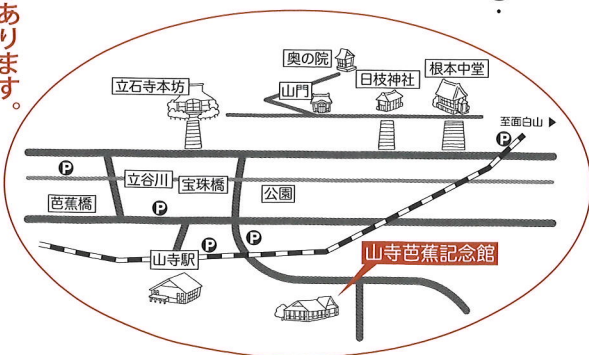 あります。
奥の院
根本中堂
日枝神社
立石寺本坊
山門
至面白山 ▶
P
P
立谷川
宝珠橋
公園
芭蕉橋
P
P
P
山寺駅
山寺芭蕉記念館